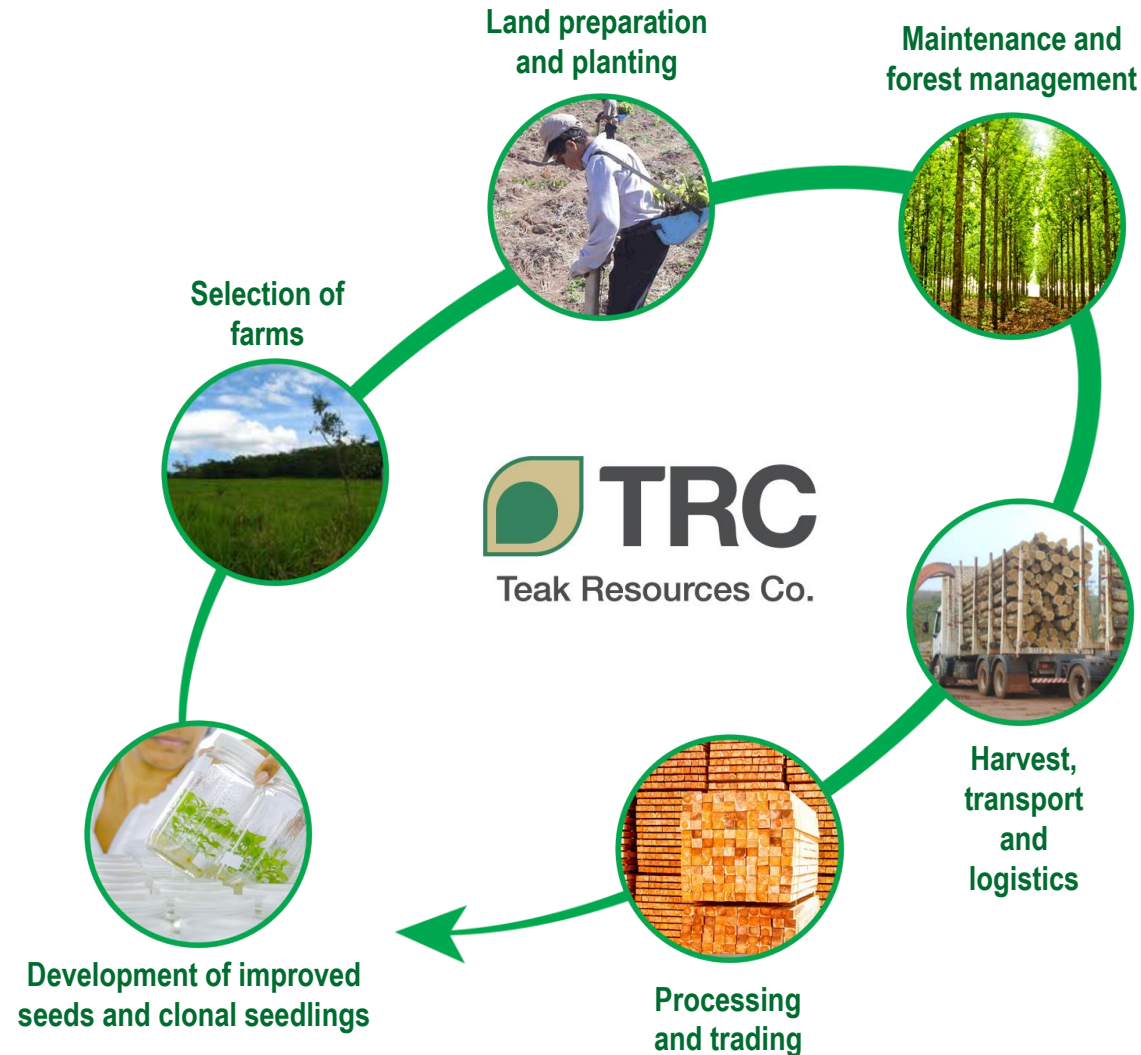 Land preparation
and planting
Maintenance and
forest management
Selection of
farms
TRC
Teak Resources Co.
Harvest,
transport
and
logistics
Development of improved
seeds and clonal seedlings
Processing
and trading